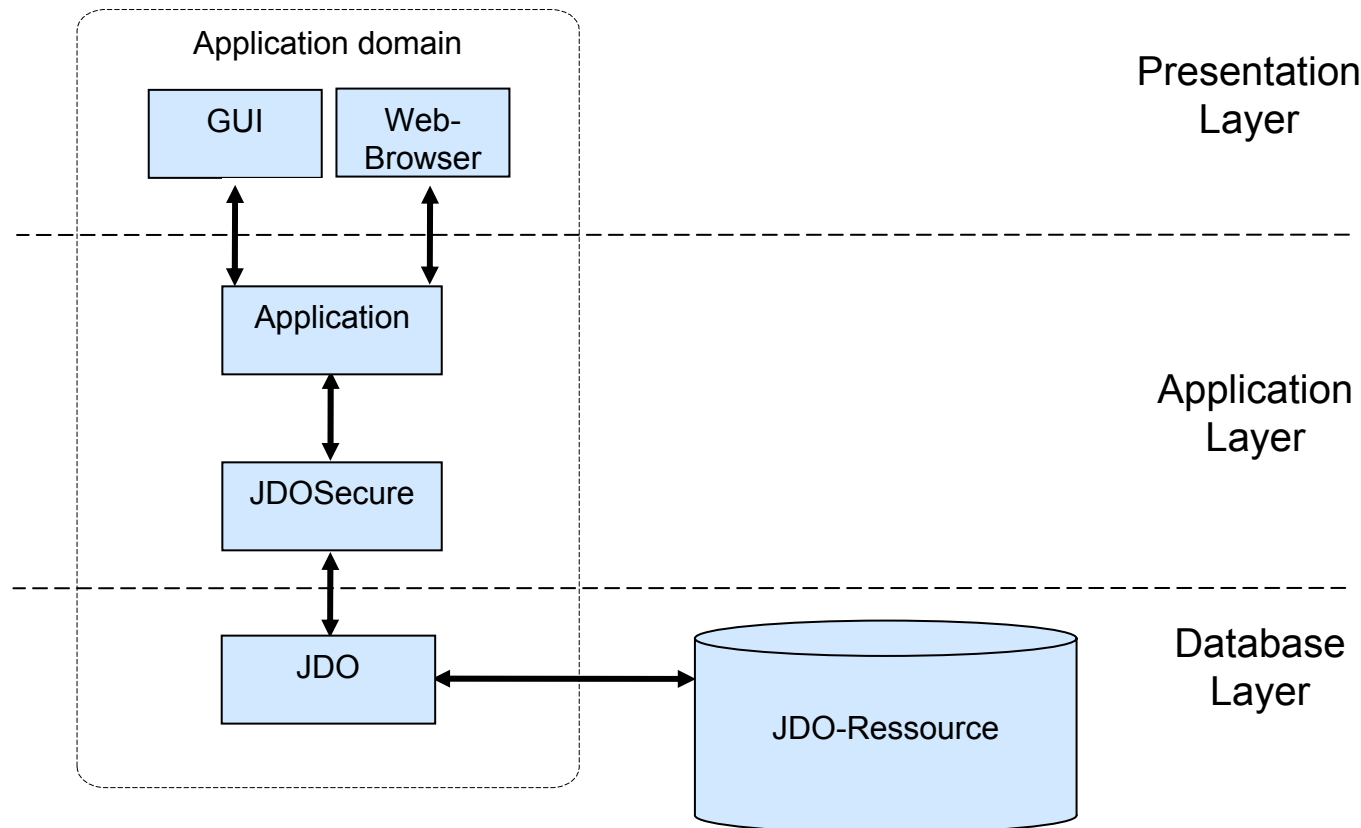 Application domain
Presentation
Layer
GUI
Web-
Browser
Application
Application
Layer
JDOSecure
JDO
Database
Layer
JDO-Ressource